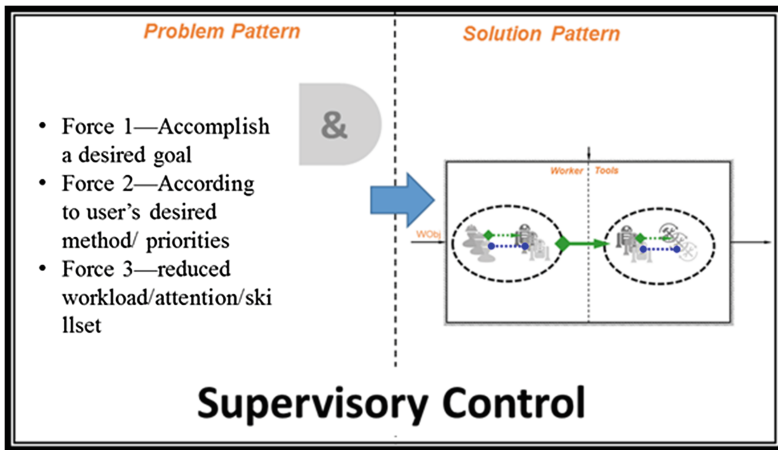 Problem Pattern
Solution Pattern
&
• Force 1—Accomplish
a desired goal
• Force 2—According
to user's desired
method/ priorities
• Force 3—reduced
workload/attention/ski
llset
Worker
Tools
WObj
Supervisory Control